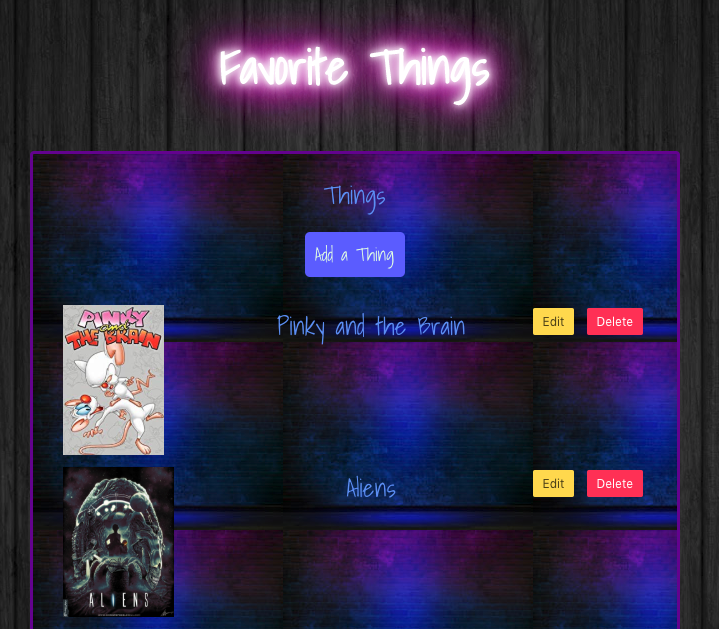 Favorite Things
Things
Add a Thing
PINKY
and
THE BRAIN
Pinky and the Brain
Edit
Delete
ALIENS
Aliens
Edit
Delete